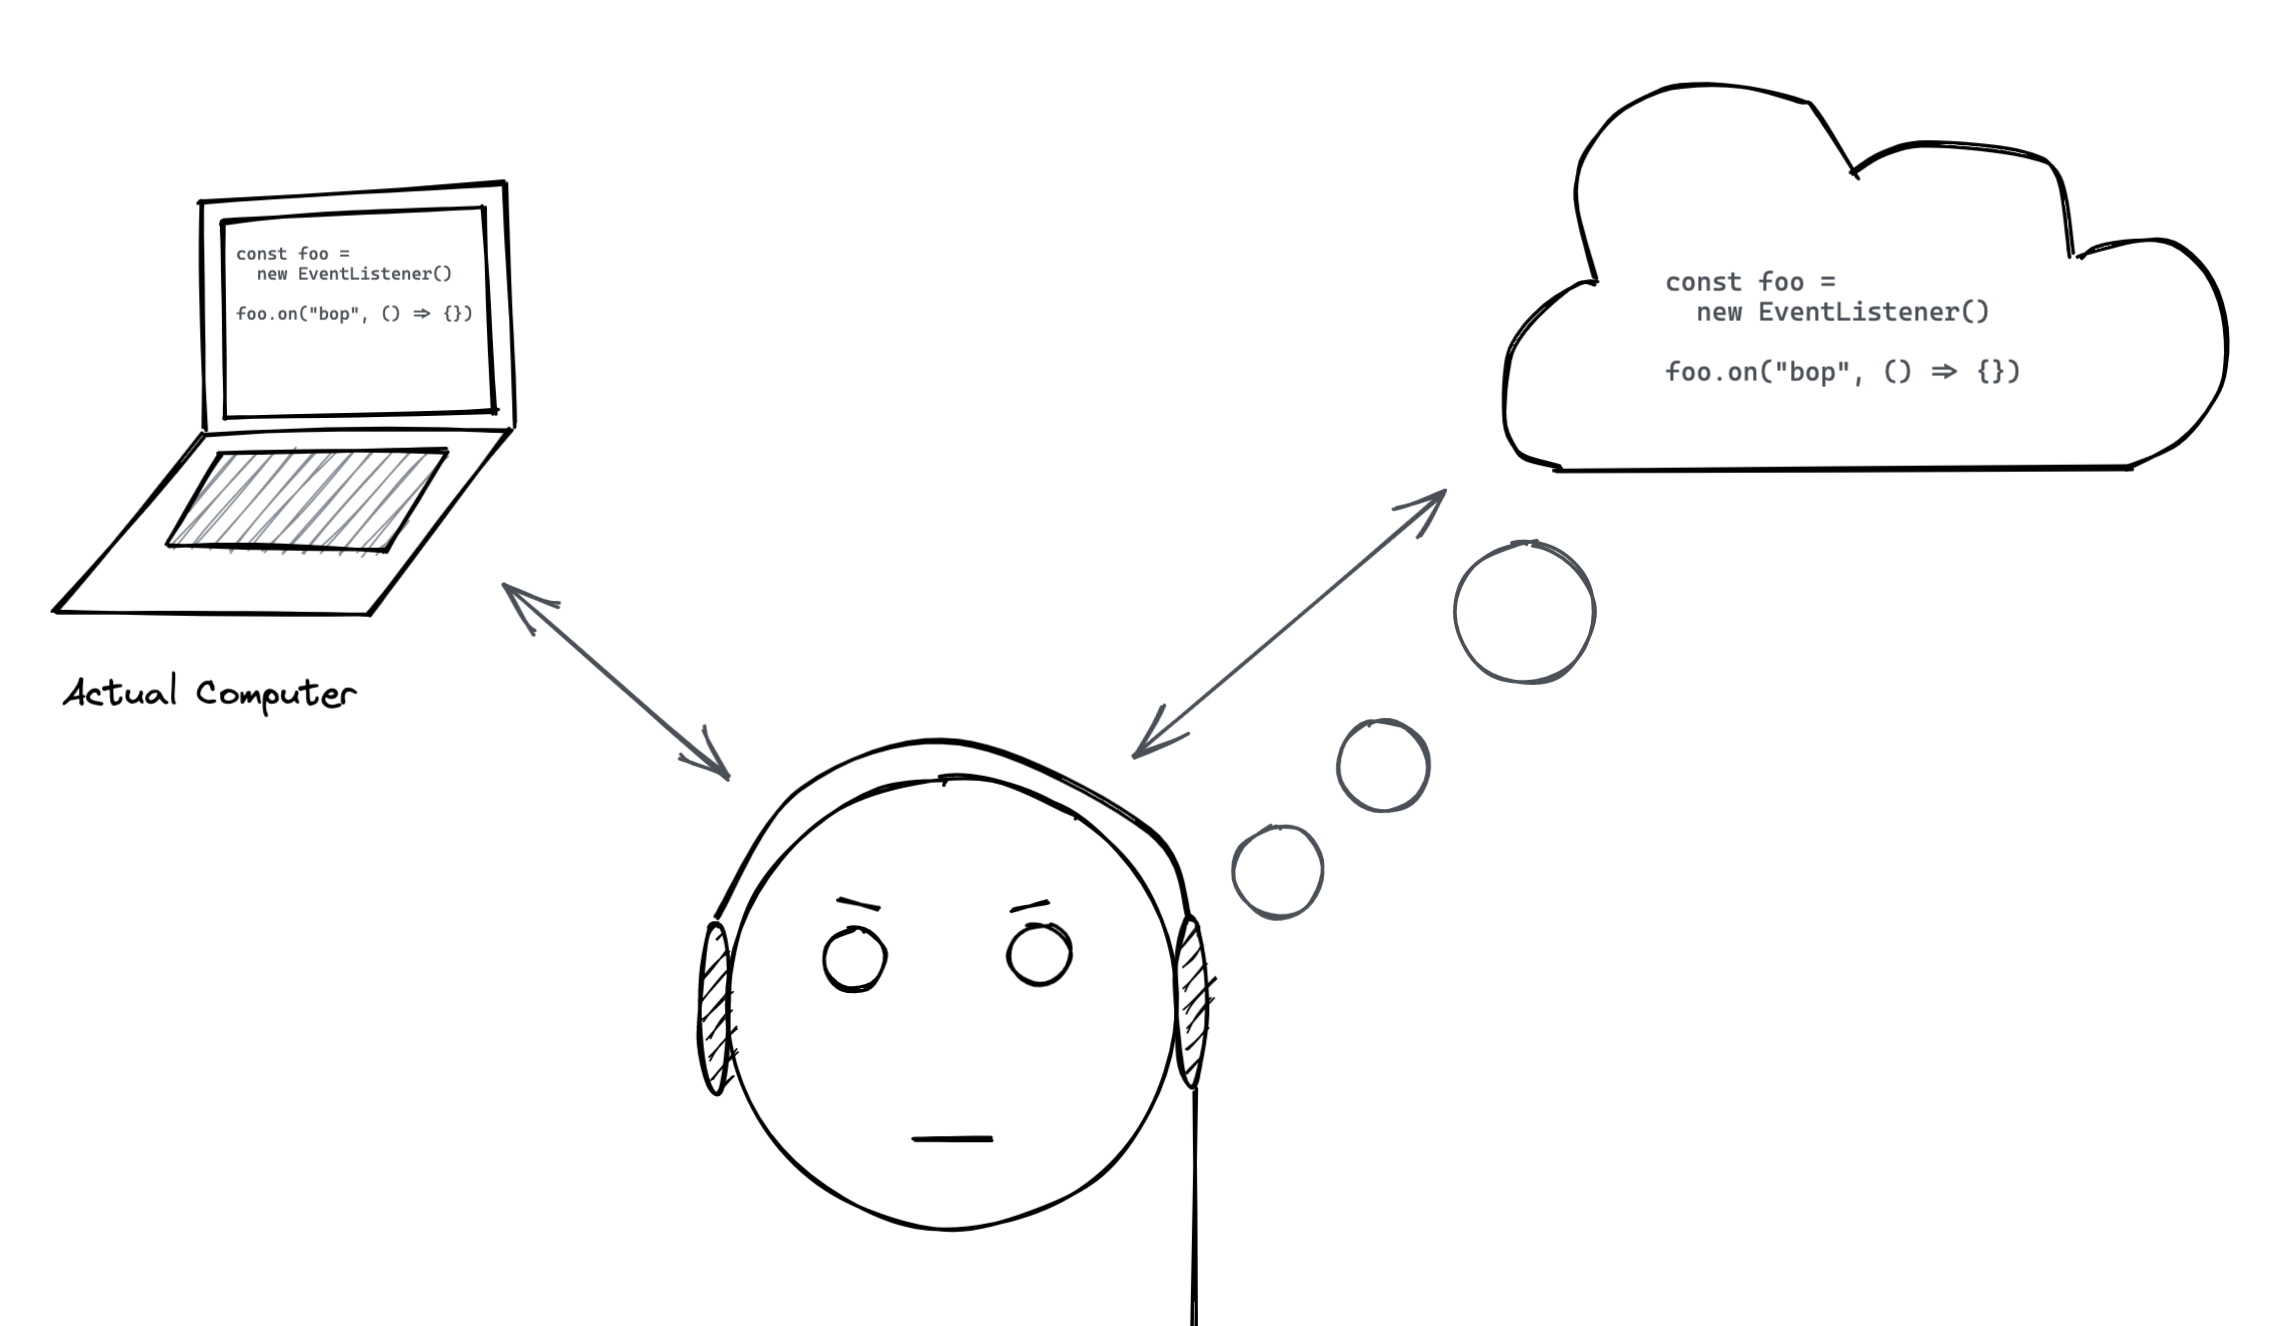 const foo =
  new EventListener()
foo.on("bop", () => {})
Actual Computer
const foo =
  new EventListener()
foo.on("bop", () => {})